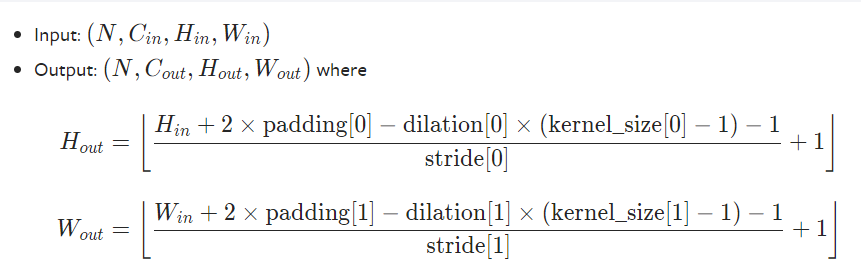 • Input: (N, C_in, H_in, W_in)
• Output: (N, C_out, H_out, W_out) where
H_out = ⌊(H_in + 2 × padding[0] − dilation[0] × (kernel_size[0] − 1) − 1) / stride[0] + 1⌋
W_out = ⌊(W_in + 2 × padding[1] − dilation[1] × (kernel_size[1] − 1) − 1) / stride[1] + 1⌋